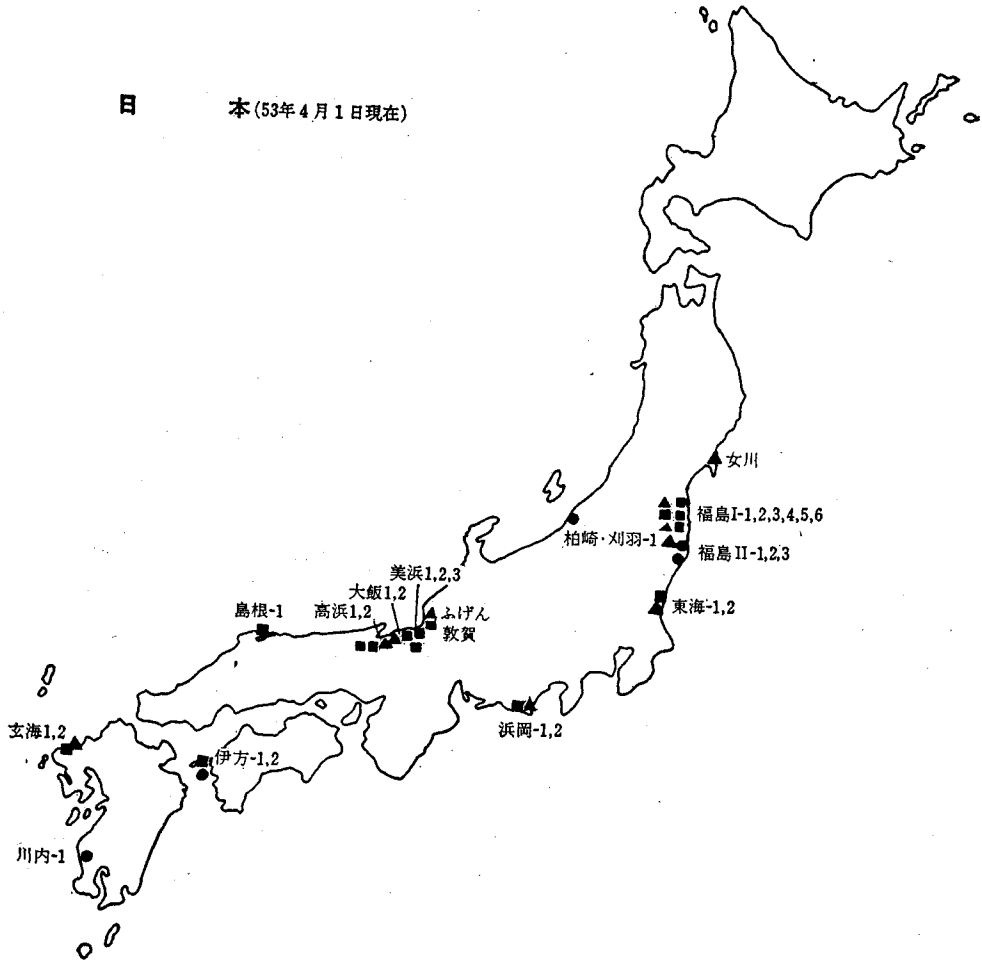 日本(53年4月1日現在)
女川
福島I-1,2,3,4,5,6
柏崎・刈羽-1
福島II-1,2,3
美浜1,2,3
大飯1,2
島根-1
高浜1,2
ふげん
東海-1,2
敦賀
浜岡-1,2
玄海1,2
伊方-1,2
川内-1